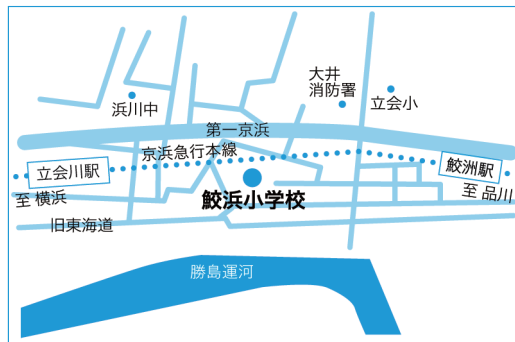 大井
消防署
立会小
浜川中
第一京浜
京浜急行本線
立会川駅
鮫洲駅
至 横浜
鮫浜小学校
至 品川
旧東海道
勝島運河